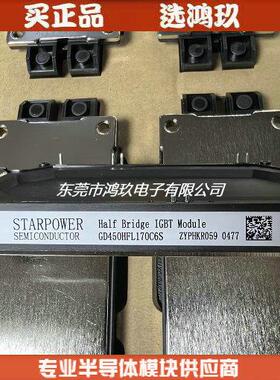 买正品 选鸿玖
东莞市鸿玖电子有限公司
STARPOWER
SEMICONDUCTOR
Half Bridge IGBT Module
GD450HFL170C6S ZYPHKR059 0477
专业半导体模块供应商